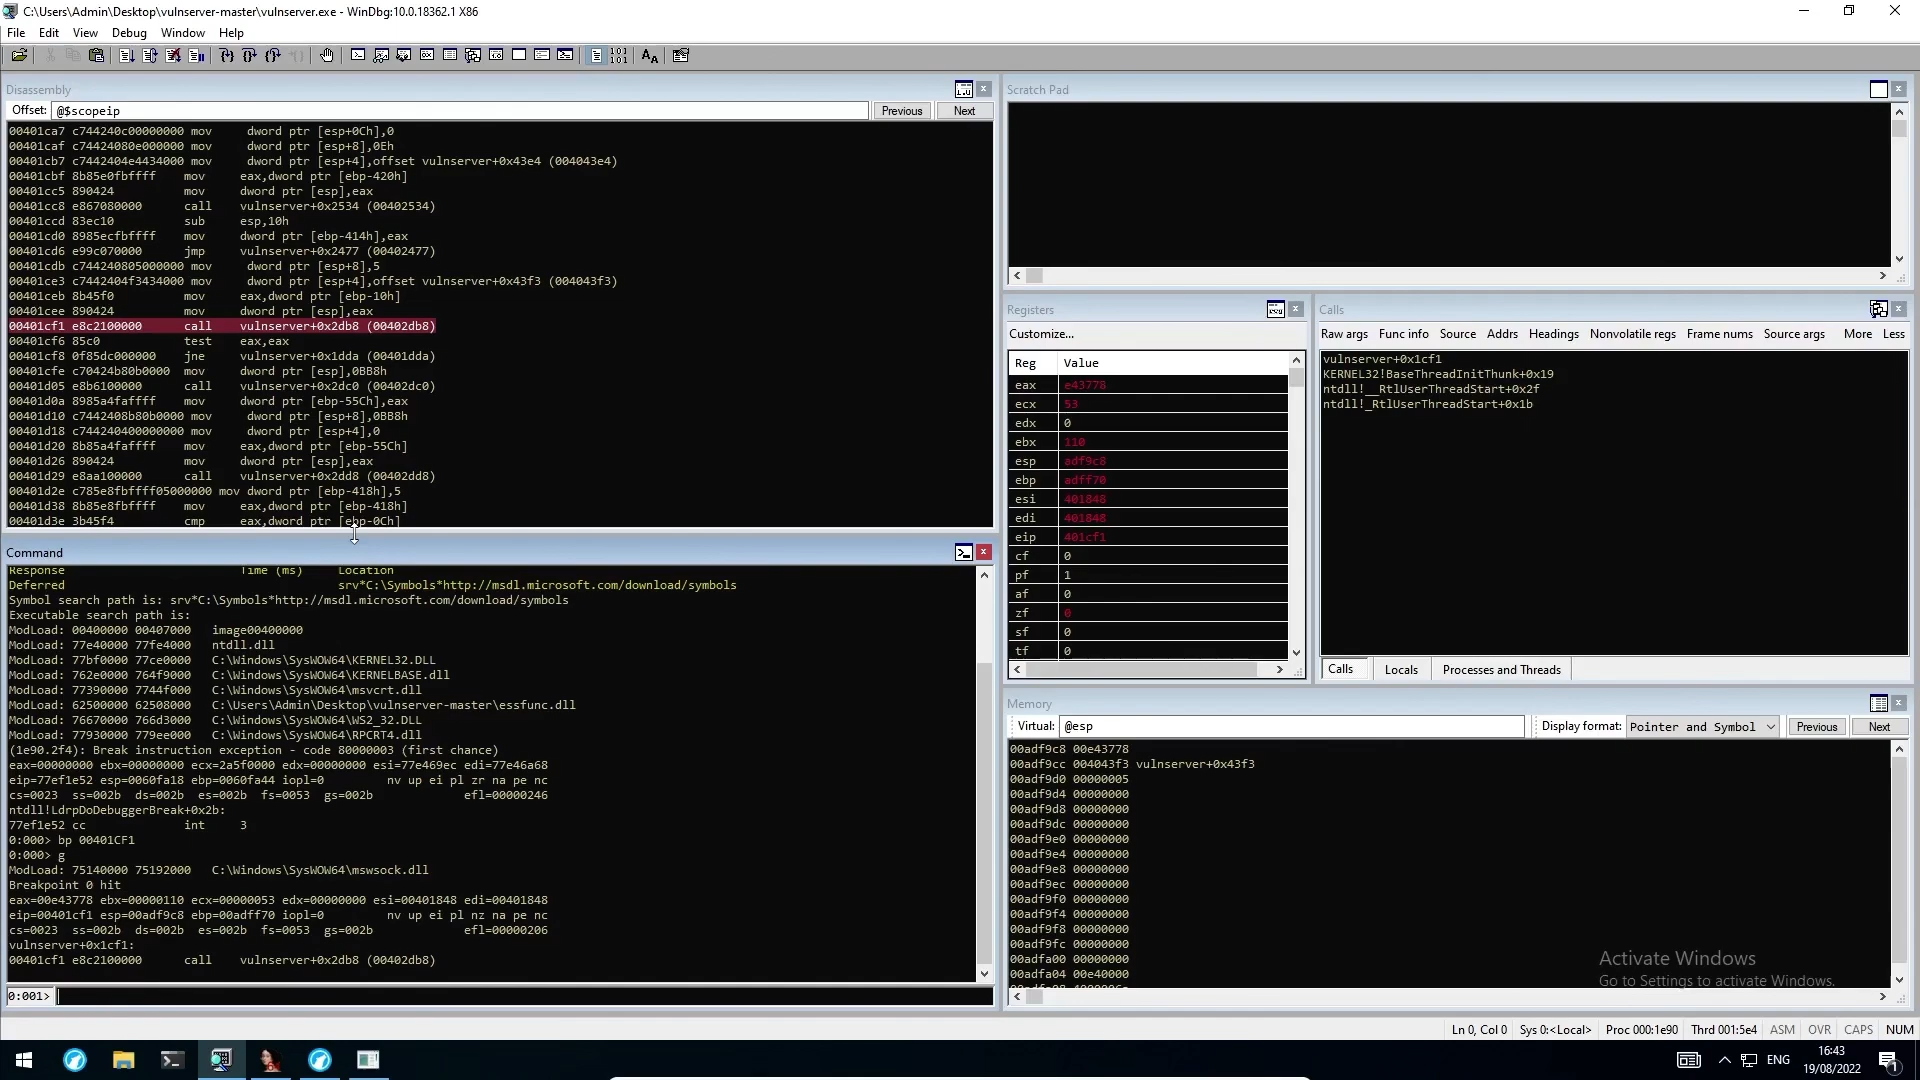 C:\Users\Admin\Desktop\vulnserver-master\vulnserver.exe - WinDbg:10.0.18362.1 X86
File Edit View Debug Window Help
Disassembly
Offset: @$scopeip Previous Next
00401ca7 c744240c00000000 mov dword ptr [esp+0Ch],0
00401caf c74424080e000000 mov dword ptr [esp+8],0Eh
00401cb7 c7442404e4434000 mov dword ptr [esp+4],offset vulnserver+0x43e4 (004043e4)
00401cbf 8b85e0fbffff mov eax,dword ptr [ebp-420h]
00401cc5 890424 mov dword ptr [esp],eax
00401cc8 e867080000 call vulnserver+0x2534 (00402534)
00401ccd 83ec10 sub esp,10h
00401cd0 8985ecfbffff mov dword ptr [ebp-414h],eax
00401cd6 e99c070000 jmp vulnserver+0x2477 (00402477)
00401cdb c744240805000000 mov dword ptr [esp+8],5
00401ce3 c7442404f3434000 mov dword ptr [esp+4],offset vulnserver+0x43f3 (004043f3)
00401ceb 8b45f0 mov eax,dword ptr [ebp-10h]
00401cee 890424 mov dword ptr [esp],eax
00401cf1 e8c2100000 call vulnserver+0x2db8 (00402db8)
00401cf6 85c0 test eax,eax
00401cf8 0f85dc000000 jne vulnserver+0x1dda (00401dda)
00401cfe c70424b80b0000 mov dword ptr [esp],0BB8h
00401d05 e8b6100000 call vulnserver+0x2dc0 (00402dc0)
00401d0a 8985a4faffff mov dword ptr [ebp-55Ch],eax
00401d10 c7442408b80b0000 mov dword ptr [esp+8],0BB8h
00401d18 c744240400000000 mov dword ptr [esp+4],0
00401d20 8b85a4faffff mov eax,dword ptr [ebp-55Ch]
00401d26 890424 mov dword ptr [esp],eax
00401d29 e8aa100000 call vulnserver+0x2dd8 (00402dd8)
00401d2e c785e8fbffff05000000 mov dword ptr [ebp-418h],5
00401d38 8b85e8fbffff mov eax,dword ptr [ebp-418h]
00401d3e 3b45f4 cmp eax,dword ptr [ebp-0Ch]
Command
Response Time (ms) Location
Deferred srv*C:\Symbols*http://msdl.microsoft.com/download/symbols
Symbol search path is: srv*C:\Symbols*http://msdl.microsoft.com/download/symbols
Executable search path is:
ModLoad: 00400000 00407000 image00400000
ModLoad: 77e40000 77fe4000 ntdll.dll
ModLoad: 77bf0000 77ce0000 C:\Windows\SysWOW64\KERNEL32.DLL
ModLoad: 762e0000 764f9000 C:\Windows\SysWOW64\KERNELBASE.dll
ModLoad: 77390000 7744f000 C:\Windows\SysWOW64\msvcrt.dll
ModLoad: 62500000 62508000 C:\Users\Admin\Desktop\vulnserver-master\essfunc.dll
ModLoad: 76670000 766d3000 C:\Windows\SysWOW64\WS2_32.DLL
ModLoad: 77930000 779ee000 C:\Windows\SysWOW64\RPCRT4.dll
(1e90.2f4): Break instruction exception - code 80000003 (first chance)
eax=00000000 ebx=00000000 ecx=2a5f0000 edx=00000000 esi=77e469ec edi=77e46a68
eip=77ef1e52 esp=0060fa18 ebp=0060fa44 iopl=0 nv up ei pl zr na pe nc
cs=0023 ss=002b ds=002b es=002b fs=0053 gs=002b efl=00000246
ntdll!LdrpDoDebuggerBreak+0x2b:
77ef1e52 cc int 3
0:000> bp 00401CF1
0:000> g
ModLoad: 75140000 75192000 C:\Windows\SysWOW64\mswsock.dll
Breakpoint 0 hit
eax=00e43778 ebx=00000110 ecx=00000053 edx=00000000 esi=00401848 edi=00401848
eip=00401cf1 esp=00adf9c8 ebp=00adff70 iopl=0 nv up ei pl nz na pe nc
cs=0023 ss=002b ds=002b es=002b fs=0053 gs=002b efl=00000206
vulnserver+0x1cf1:
00401cf1 e8c2100000 call vulnserver+0x2db8 (00402db8)
0:001>
Scratch Pad
Registers
Customize...
Reg Value
eax e43778
ecx 53
edx 0
ebx 110
esp adf9c8
ebp adff70
esi 401848
edi 401848
eip 401cf1
cf 0
pf 1
af 0
zf 0
sf 0
tf 0
Calls
Raw args Func info Source Addrs Headings Nonvolatile regs Frame nums Source args More Less
vulnserver+0x1cf1
KERNEL32!BaseThreadInitThunk+0x19
ntdll!__RtlUserThreadStart+0x2f
ntdll!_RtlUserThreadStart+0x1b
Calls Locals Processes and Threads
Memory
Virtual: @esp Display format: Pointer and Symbol Previous Next
00adf9c8 00e43778
00adf9cc 004043f3 vulnserver+0x43f3
00adf9d0 00000005
00adf9d4 00000000
00adf9d8 00000000
00adf9dc 00000000
00adf9e0 00000000
00adf9e4 00000000
00adf9e8 00000000
00adf9ec 00000000
00adf9f0 00000000
00adf9f4 00000000
00adf9f8 00000000
00adf9fc 00000000
00adfa00 00000000
00adfa04 00e40000
Activate Windows
Go to Settings to activate Windows.
Ln 0, Col 0 Sys 0:<Local> Proc 000:1e90 Thrd 001:5e4 ASM OVR CAPS NUM
ENG
16:43
19/08/2022
1